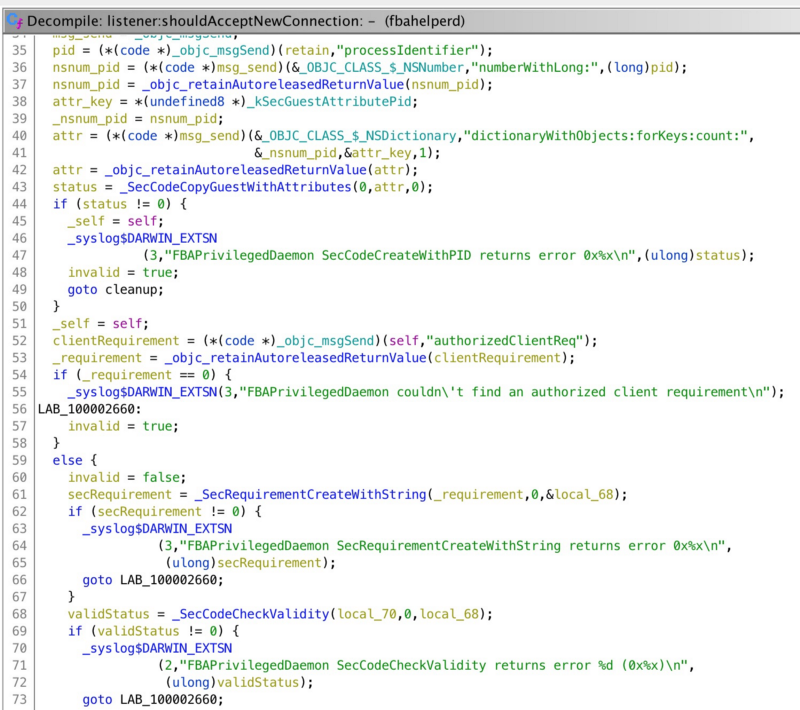 Decompile: listener:shouldAcceptNewConnection: – (fbahelperd)
35 pid = (*(code *)_objc_msgSend)(retain,"processIdentifier");
36 nsnum_pid = (*(code *)msg_send)(&_OBJC_CLASS_$_NSNumber,"numberWithLong:",(long)pid);
37 nsnum_pid = _objc_retainAutoreleasedReturnValue(nsnum_pid);
38 attr_key = *(undefined8 *)_kSecGuestAttributePid;
39 _nsnum_pid = nsnum_pid;
40 attr = (*(code *)msg_send)(&_OBJC_CLASS_$_NSDictionary,"dictionaryWithObjects:forKeys:count:",
41 &_nsnum_pid,&attr_key,1);
42 attr = _objc_retainAutoreleasedReturnValue(attr);
43 status = _SecCodeCopyGuestWithAttributes(0,attr,0);
44 if (status != 0) {
45 _self = self;
46 _syslog$DARWIN_EXTSN
47 (3,"FBAPrivilegedDaemon SecCodeCreateWithPID returns error 0x%x\n",(ulong)status);
48 invalid = true;
49 goto cleanup;
50 }
51 _self = self;
52 clientRequirement = (*(code *)_objc_msgSend)(self,"authorizedClientReq");
53 _requirement = _objc_retainAutoreleasedReturnValue(clientRequirement);
54 if (_requirement == 0) {
55 _syslog$DARWIN_EXTSN(3,"FBAPrivilegedDaemon couldn\'t find an authorized client requirement\n");
56 LAB_100002660:
57 invalid = true;
58 }
59 else {
60 invalid = false;
61 secRequirement = _SecRequirementCreateWithString(_requirement,0,&local_68);
62 if (secRequirement != 0) {
63 _syslog$DARWIN_EXTSN
64 (3,"FBAPrivilegedDaemon SecRequirementCreateWithString returns error 0x%x\n",
65 (ulong)secRequirement);
66 goto LAB_100002660;
67 }
68 validStatus = _SecCodeCheckValidity(local_70,0,local_68);
69 if (validStatus != 0) {
70 _syslog$DARWIN_EXTSN
71 (2,"FBAPrivilegedDaemon SecCodeCheckValidity returns error %d (0x%x)\n",
72 (ulong)validStatus);
73 goto LAB_100002660;